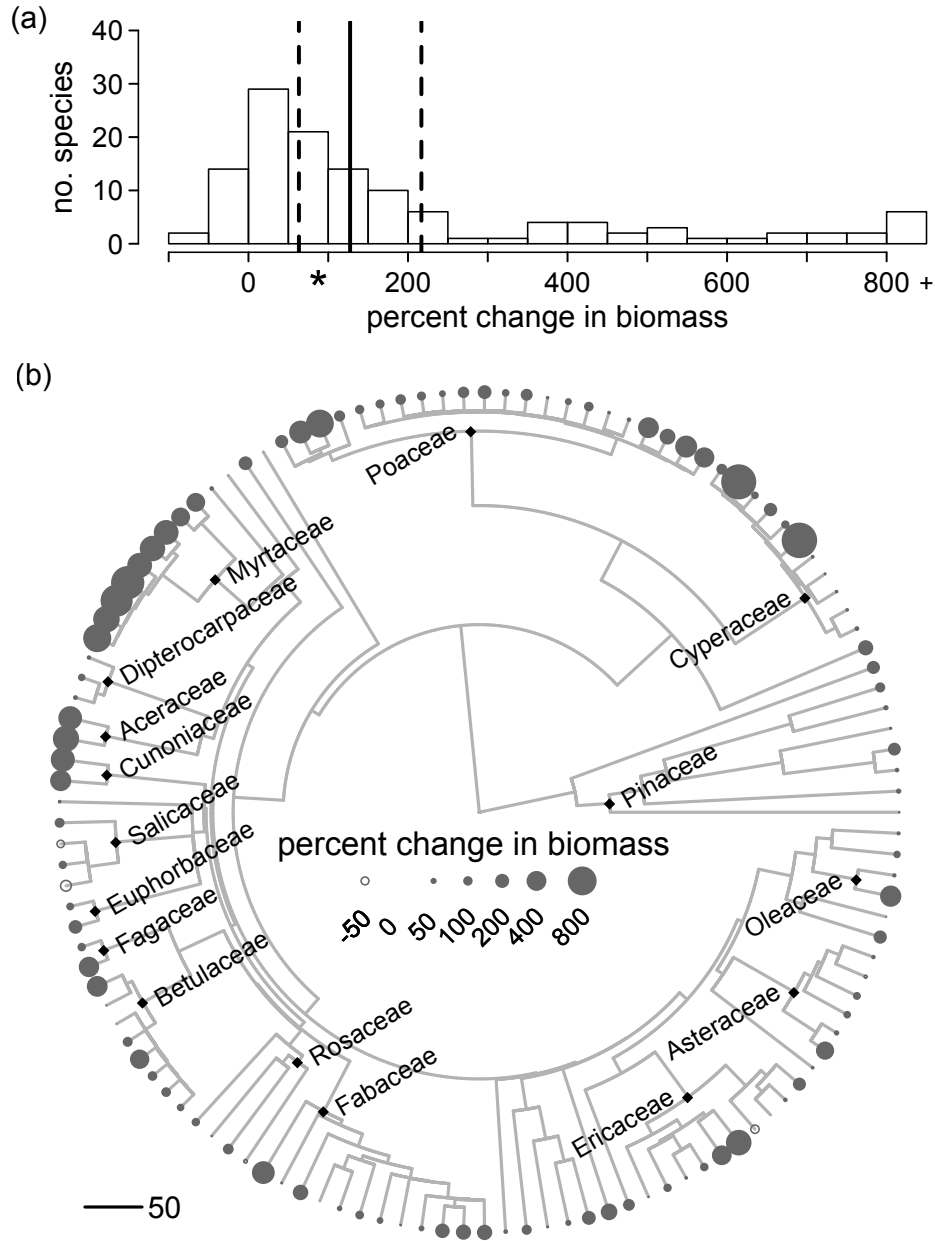 (a)
40
30
20
10
0
no. species
0 * 200 400 600 800 +
percent change in biomass
(b)
Poaceae
Myrtaceae
Dipterocarpaceae
Cyperaceae
Aceraceae
Cunoniaceae
Pinaceae
Salicaceae
percent change in biomass
-50 0 50 100 200 400 800
Euphorbaceae
Oleaceae
Fagaceae
Betulaceae
Asteraceae
Rosaceae
Fabaceae
Ericaceae
50